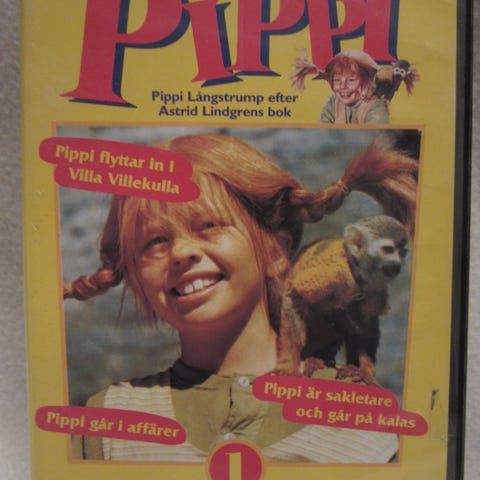 Pippi
Pippi Långstrump efter
Astrid Lindgrens bok
Pippi flyttar in i
Villa Villekulla
Pippi är sakletare
och går på kalas
Pippi går i affärer
1